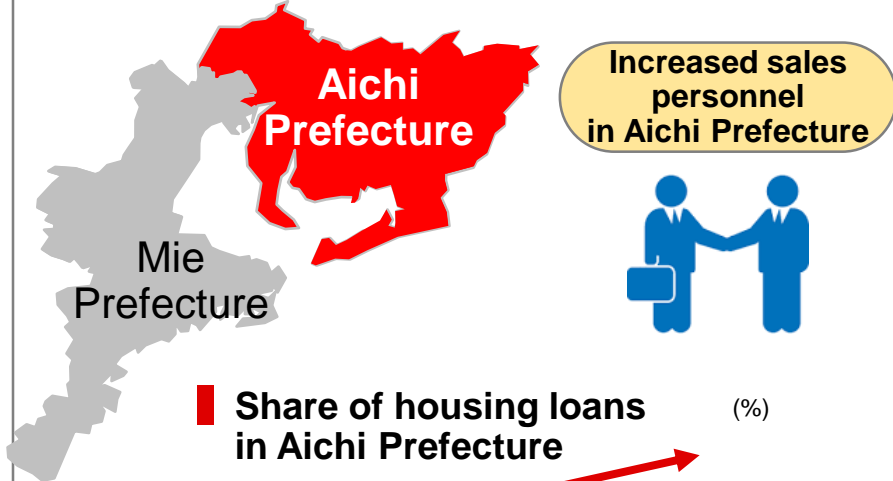 Aichi
Prefecture
Increased sales
personnel
in Aichi Prefecture
Mie
Prefecture
Share of housing loans
in Aichi Prefecture
(%)